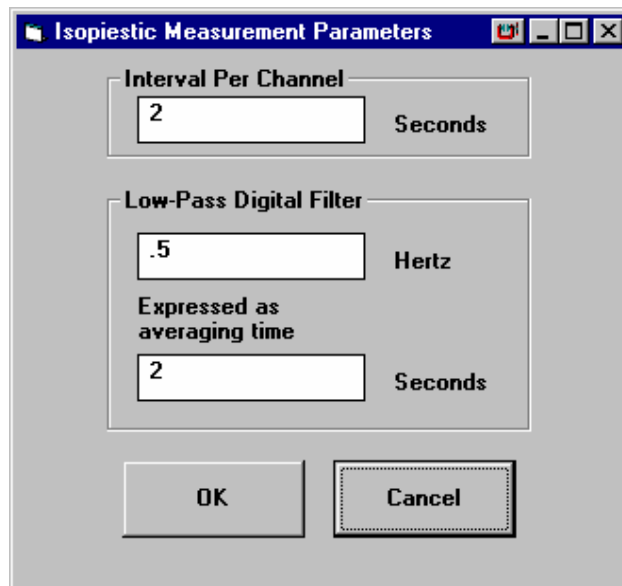 Isopiestic Measurement Parameters
Interval Per Channel
2
Seconds
Low-Pass Digital Filter
.5
Hertz
Expressed as
averaging time
2
Seconds
OK
Cancel